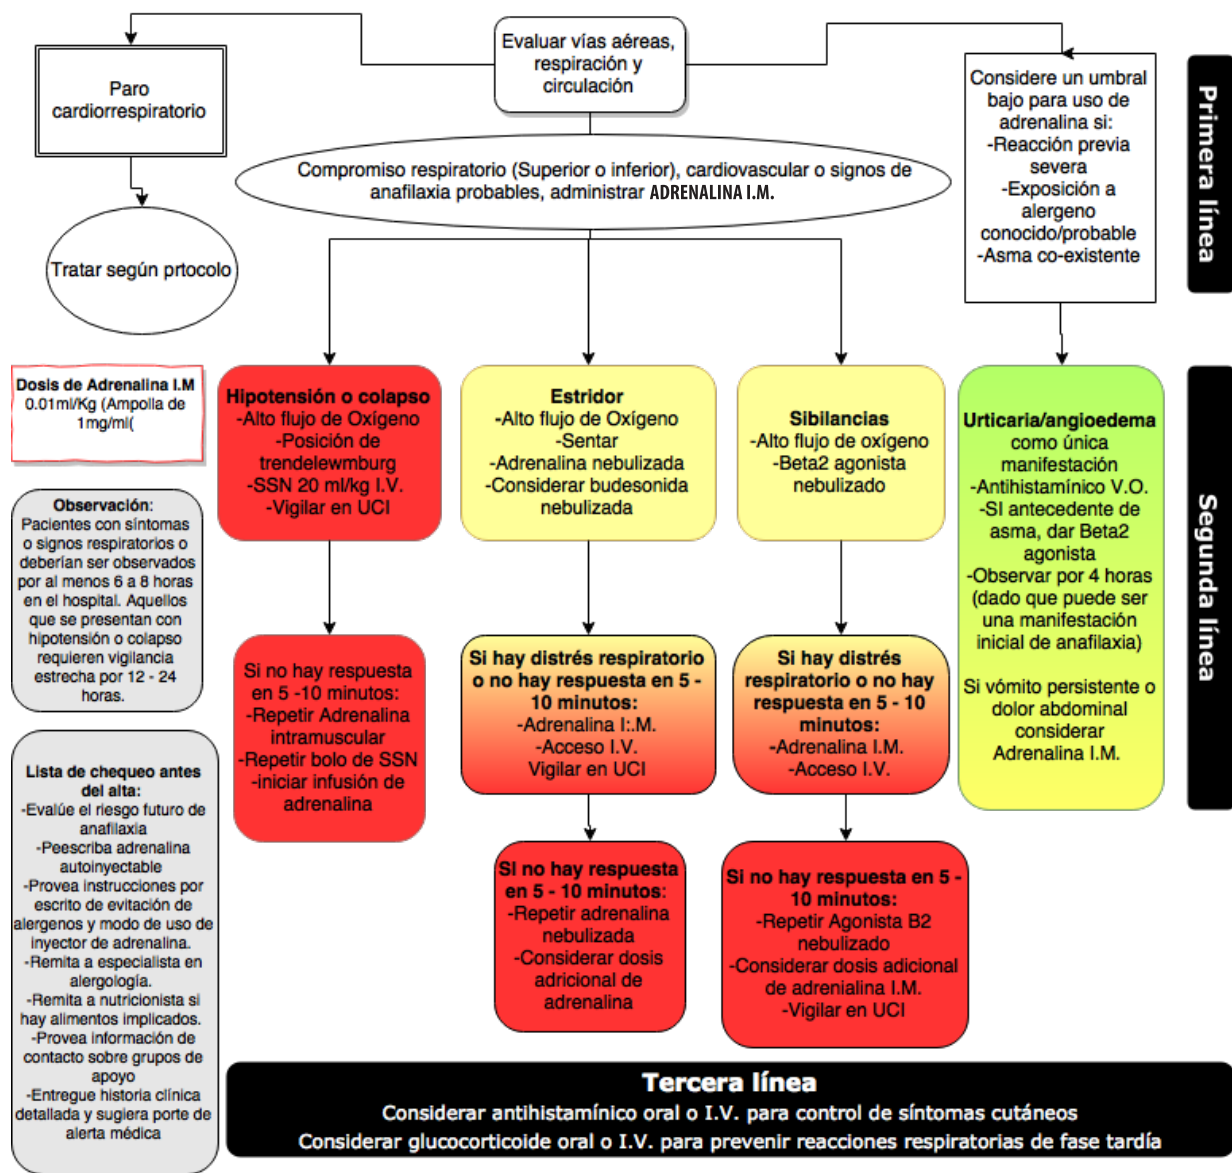 Evaluar vías aéreas,
respiración y
circulación
Paro
cardiorrespiratorio
Considere un umbral
bajo para uso de
adrenalina si:
-Reacción previa
severa
-Exposición a
alergeno
conocido/probable
-Asma co-existente
Primera línea
Compromiso respiratorio (Superior o inferior), cardiovascular o signos de
anafilaxia probables, administrar ADRENALINA I.M.
Tratar según prtocolo
Dosis de Adrenalina I.M
0.01ml/Kg (Ampolla de
1mg/ml(
Hipotensión o colapso
-Alto flujo de Oxígeno
-Posición de
trendelewmburg
-SSN 20 ml/kg I.V.
-Vigilar en UCI
Estridor
-Alto flujo de Oxígeno
-Sentar
-Adrenalina nebulizada
-Considerar budesonida
nebulizada
Sibilancias
-Alto flujo de oxígeno
-Beta2 agonista
nebulizado
Urticaria/angioedema
como única
manifestación
-Antihistamínico V.O.
-SI antecedente de
asma, dar Beta2
agonista
-Observar por 4 horas
(dado que puede ser
una manifestación
inicial de anafilaxia)
Si vómito persistente o
dolor abdominal
considerar
Adrenalina I.M.
Segunda línea
Observación:
Pacientes con síntomas
o signos respiratorios o
deberían ser observados
por al menos 6 a 8 horas
en el hospital. Aquellos
que se presentan con
hipotensión o colapso
requieren vigilancia
estrecha por 12 - 24
horas.
Si no hay respuesta
en 5 -10 minutos:
-Repetir Adrenalina
intramuscular
-Repetir bolo de SSN
-iniciar infusión de
adrenalina
Si hay distrés respiratorio
o no hay respuesta en 5 -
10 minutos:
-Adrenalina I:.M.
-Acceso I.V.
Vigilar en UCI
Si hay distrés
respiratorio o no hay
respuesta en 5 - 10
minutos:
-Adrenalina I.M.
-Acceso I.V.
Lista de chequeo antes
del alta:
-Evalúe el riesgo futuro de
anafilaxia
-Peescriba adrenalina
autoinyectable
-Provea instrucciones por
escrito de evitación de
alergenos y modo de uso de
inyector de adrenalina.
-Remita a especialista en
alergología.
-Remita a nutricionista si
hay alimentos implicados.
-Provea información de
contacto sobre grupos de
apoyo
-Entregue historia clínica
detallada y sugiera porte de
alerta médica
Si no hay respuesta
en 5 - 10 minutos:
-Repetir adrenalina
nebulizada
-Considerar dosis
adricional de
adrenalina
Si no hay respuesta en 5 -
10 minutos:
-Repetir Agonista B2
nebulizado
-Considerar dosis adicional
de adrenialina I.M.
-Vigilar en UCI
Tercera línea
Considerar antihistamínico oral o I.V. para control de síntomas cutáneos
Considerar glucocorticoide oral o I.V. para prevenir reacciones respiratorias de fase tardía